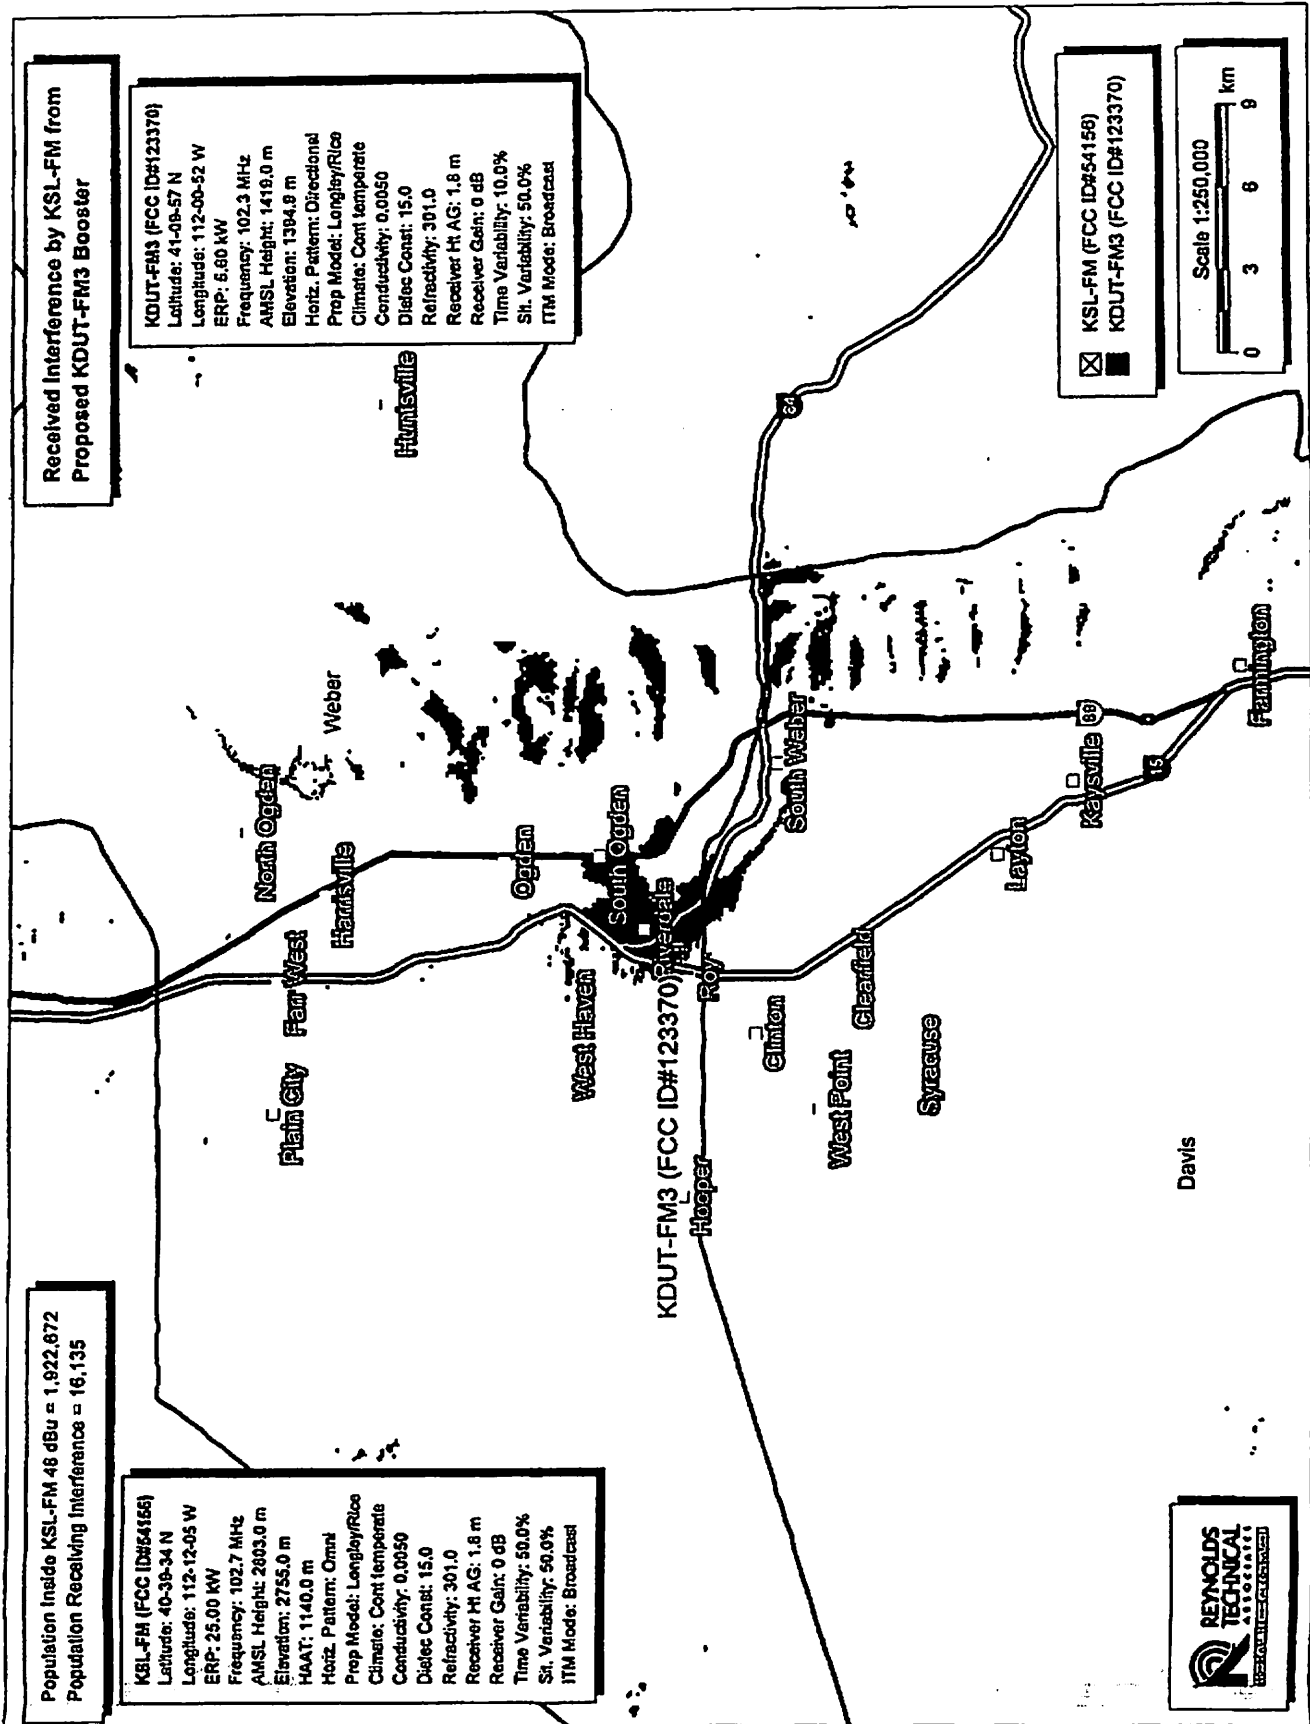 Received Interference by KSL-FM from
Proposed KDUT-FM3 Booster
KDUT-FM3 (FCC ID#123370)
Latitude: 41-09-57 N
Longitude: 112-00-52 W
ERP: 5.60 kW
Frequency: 102.3 MHz
AMSL Height: 1419.0 m
Elevation: 1394.9 m
Horiz. Pattern: Directional
Prop Model: Longley/Rice
Climate: Cont temperate
Conductivity: 0.0050
Dielec Const: 15.0
Refractivity: 301.0
Receiver Ht AG: 1.8 m
Receiver Gain: 0 dB
Time Variability: 10.0%
Sit. Variability: 50.0%
ITM Mode: Broadcast
KSL-FM (FCC ID#54156)
KDUT-FM3 (FCC ID#123370)
Scale 1:250,000
0 3 6 9
km
Population Inside KSL-FM 48 dBu = 1,922,672
Population Receiving Interference = 16,135
KSL-FM (FCC ID#54156)
Latitude: 40-39-34 N
Longitude: 112-12-05 W
ERP: 25.00 kW
Frequency: 102.7 MHz
AMSL Height: 2803.0 m
Elevation: 2755.0 m
HAAT: 1140.0 m
Horiz. Pattern: Omni
Prop Model: Longley/Rice
Climate: Cont temperate
Conductivity: 0.0050
Dielec Const: 15.0
Refractivity: 301.0
Receiver Ht AG: 1.8 m
Receiver Gain: 0 dB
Time Variability: 50.0%
Sit. Variability: 50.0%
ITM Mode: Broadcast
Huntsville
Weber
North Ogden
Harrisville
Farr West
Plain City
Ogden
South Ogden
West Haven
Riverdale
KDUT-FM3 (FCC ID#123370)
Roy
Hooper
84
South Weber
Clinton
West Point
Clearfield
Syracuse
Layton
89
Kaysville
15
Farmington
Davis
REYNOLDS
TECHNICAL
ASSOCIATES